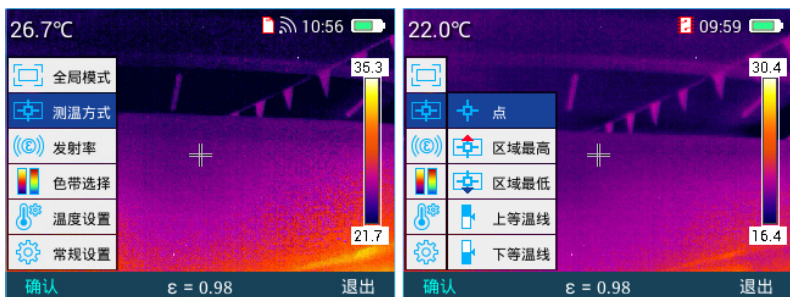 26.7℃ 10:56
35.3
全局模式
测温方式
发射率
色带选择
温度设置
常规设置
21.7
确认 ε = 0.98 退出
22.0℃ 09:59
30.4
点
区域最高
区域最低
上等温线
下等温线
16.4
确认 ε = 0.98 退出